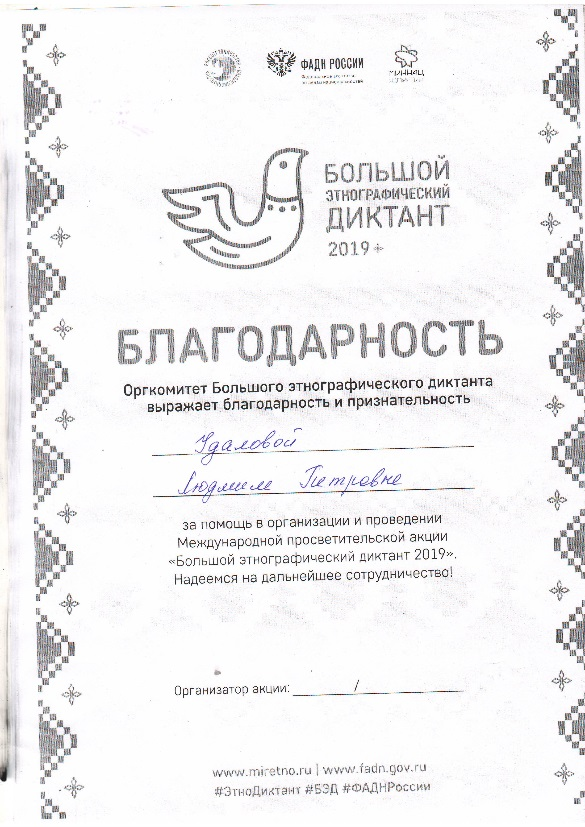 ФАДН РОССИИ
БОЛЬШОЙ
ЭТНОГРАФИЧЕСКИЙ
ДИКТАНТ
2019
БЛАГОДАРНОСТЬ
Оргкомитет Большого этнографического диктанта
выражает благодарность и признательность
Удаловой
Людмиле Петровне
за помощь в организации и проведении
Международной просветительской акции
«Большой этнографический диктант 2019».
Надеемся на дальнейшее сотрудничество!
Организатор акции: ________/______________
www.miretno.ru | www.fadn.gov.ru
#ЭтноДиктант #БЭД #ФАДНРоссии